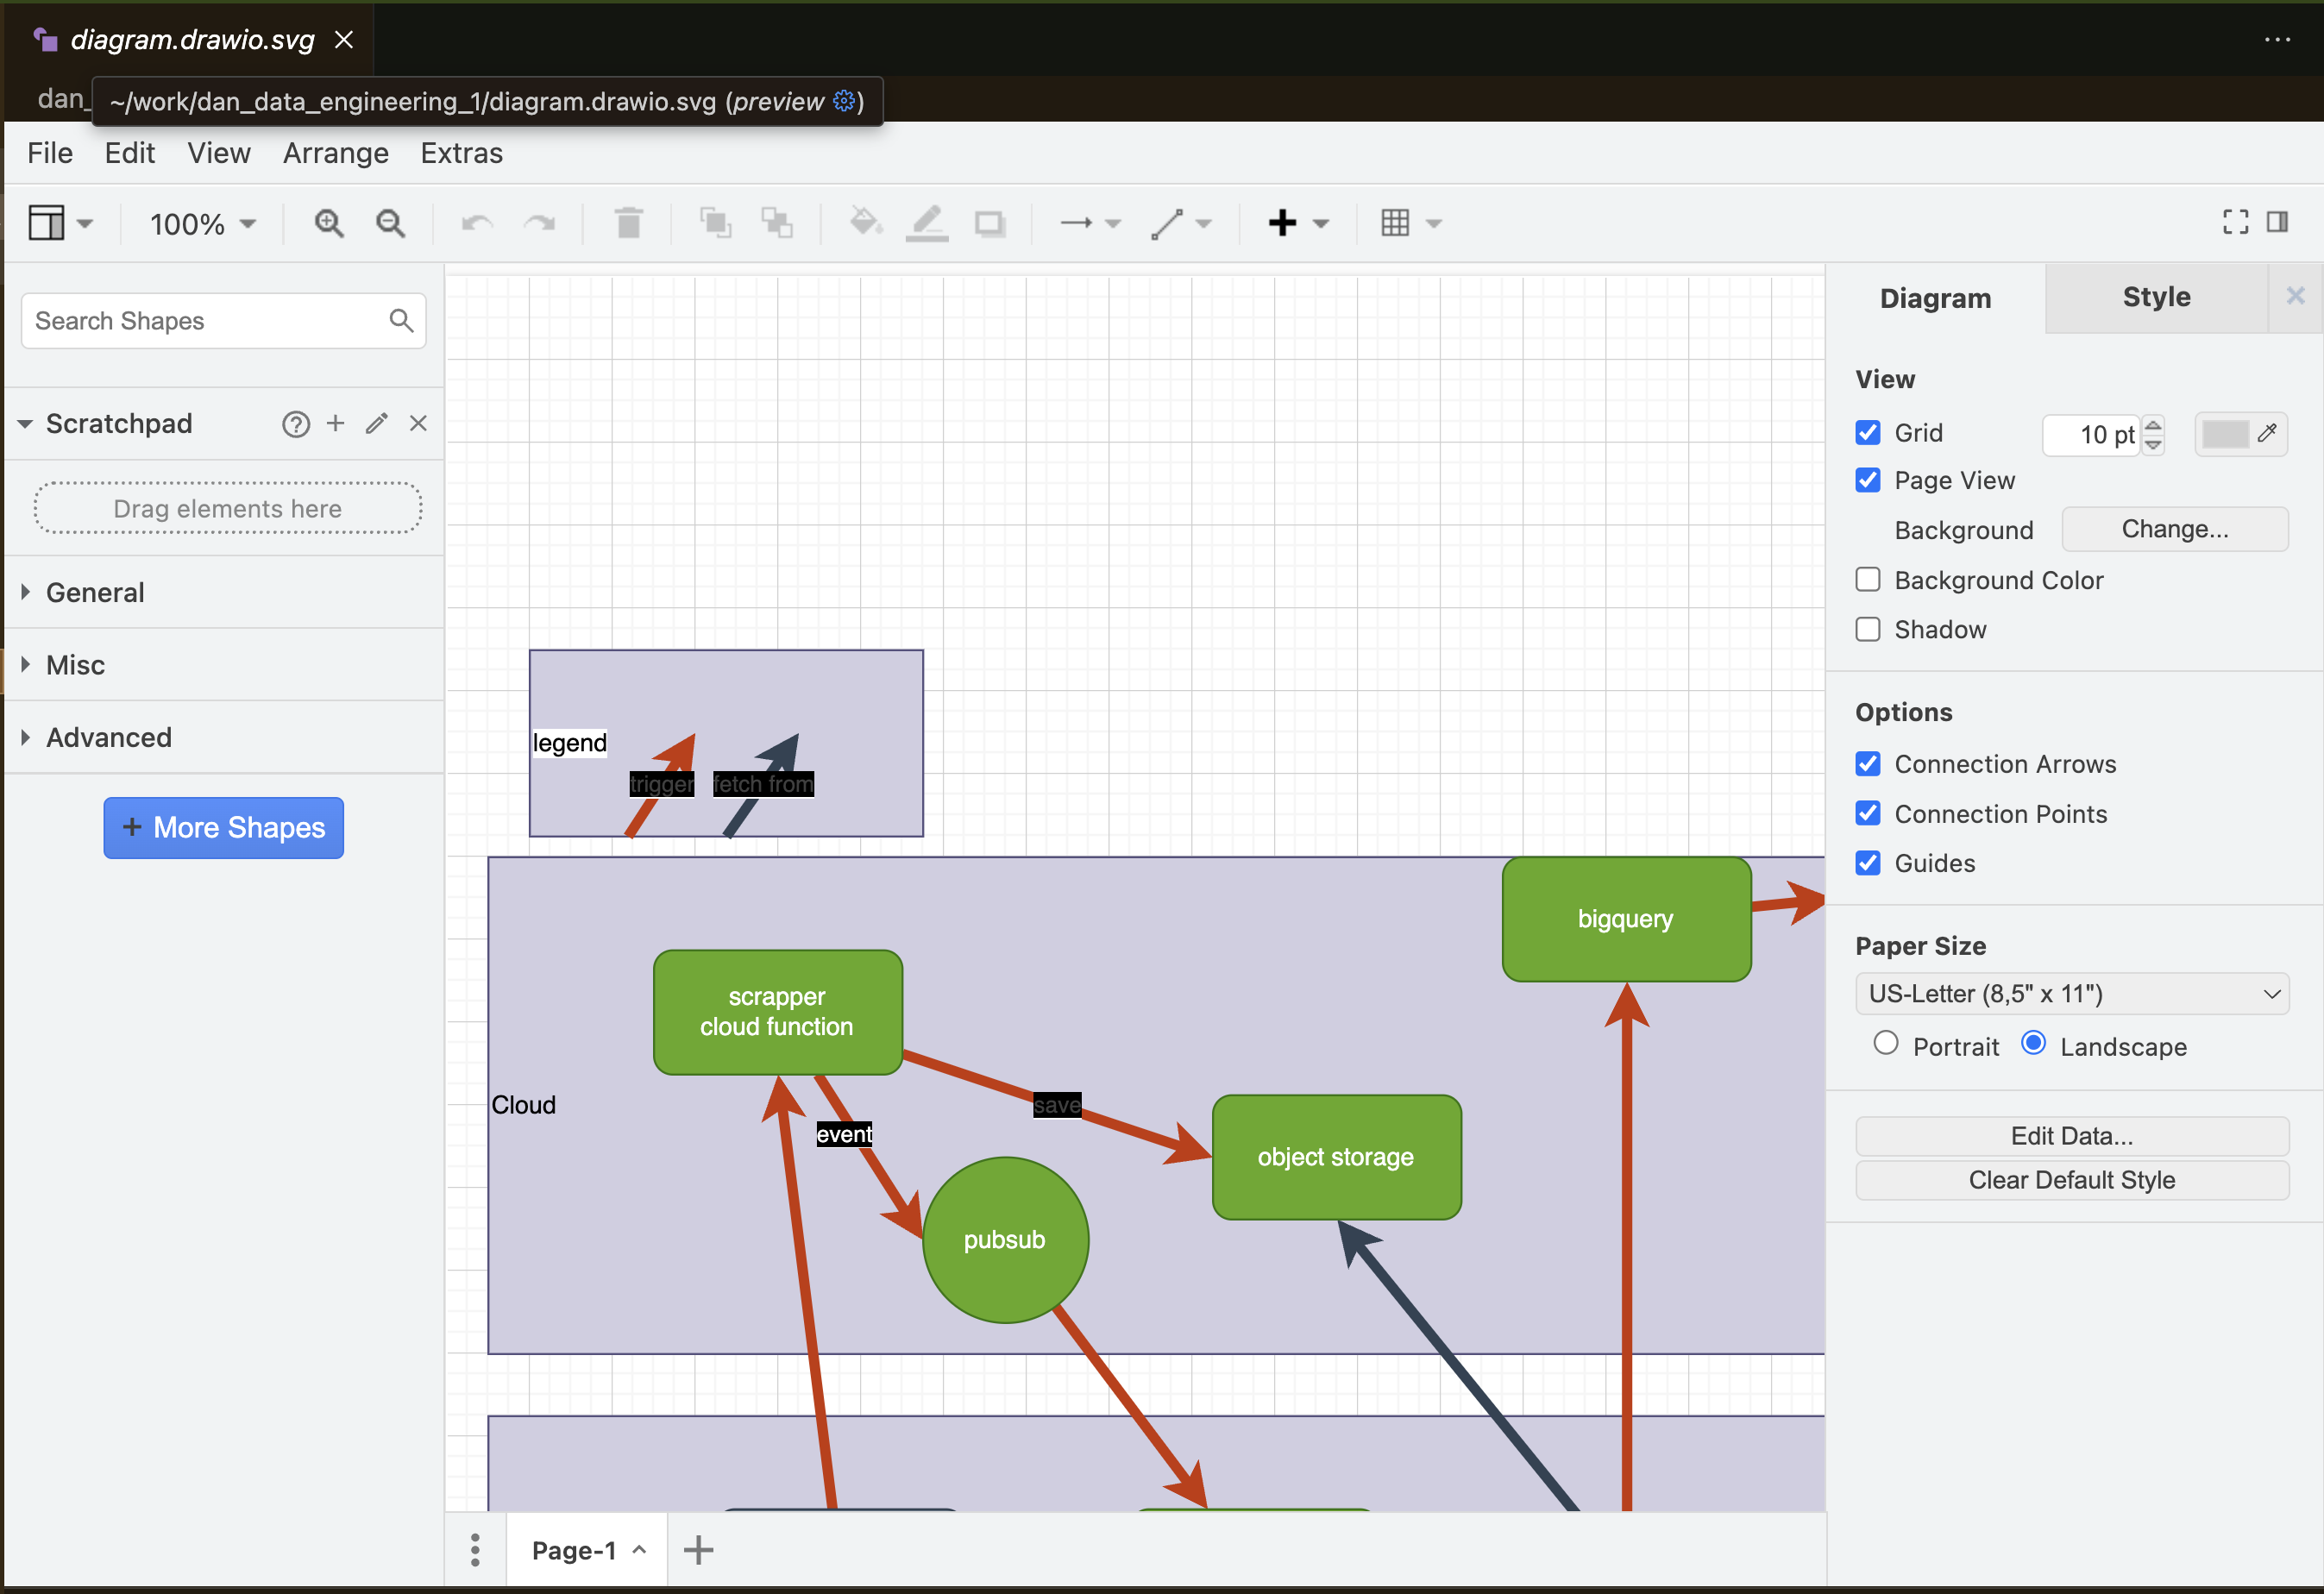 diagram.drawio.svg
dan_
~/work/dan_data_engineering_1/diagram.drawio.svg (preview)
File Edit View Arrange Extras
100%
Search Shapes
Scratchpad
Drag elements here
General
Misc
Advanced
+ More Shapes
legend
trigger
fetch from
bigquery
scrapper
cloud function
Cloud
save
event
object storage
pubsub
Page-1
Diagram
Style
View
Grid
10 pt
Page View
Background
Change...
Background Color
Shadow
Options
Connection Arrows
Connection Points
Guides
Paper Size
US-Letter (8,5" x 11")
Portrait
Landscape
Edit Data...
Clear Default Style